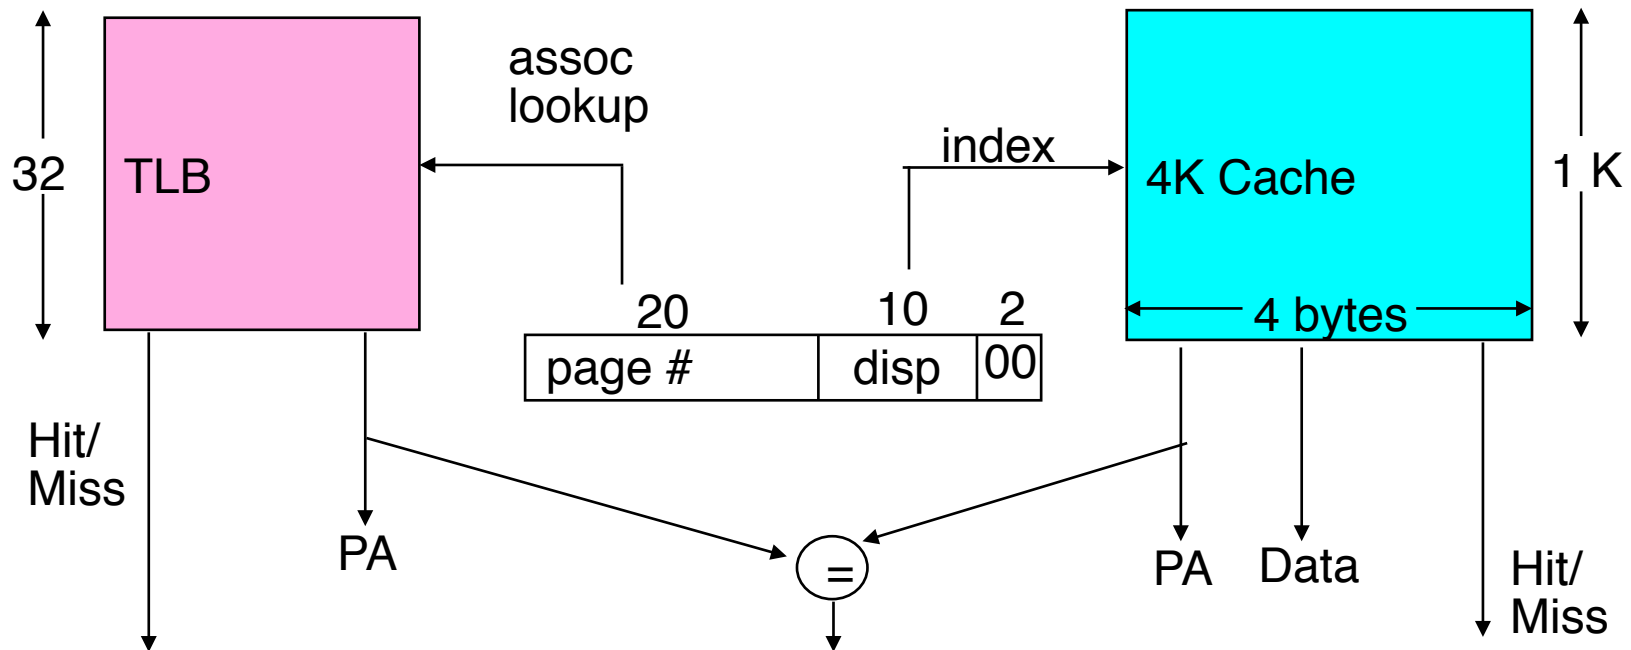 assoc
lookup
index
32
TLB
4K Cache
1 K
20
10
2
4 bytes
page #
disp
00
Hit/
Miss
PA
=
PA
Data
Hit/
Miss